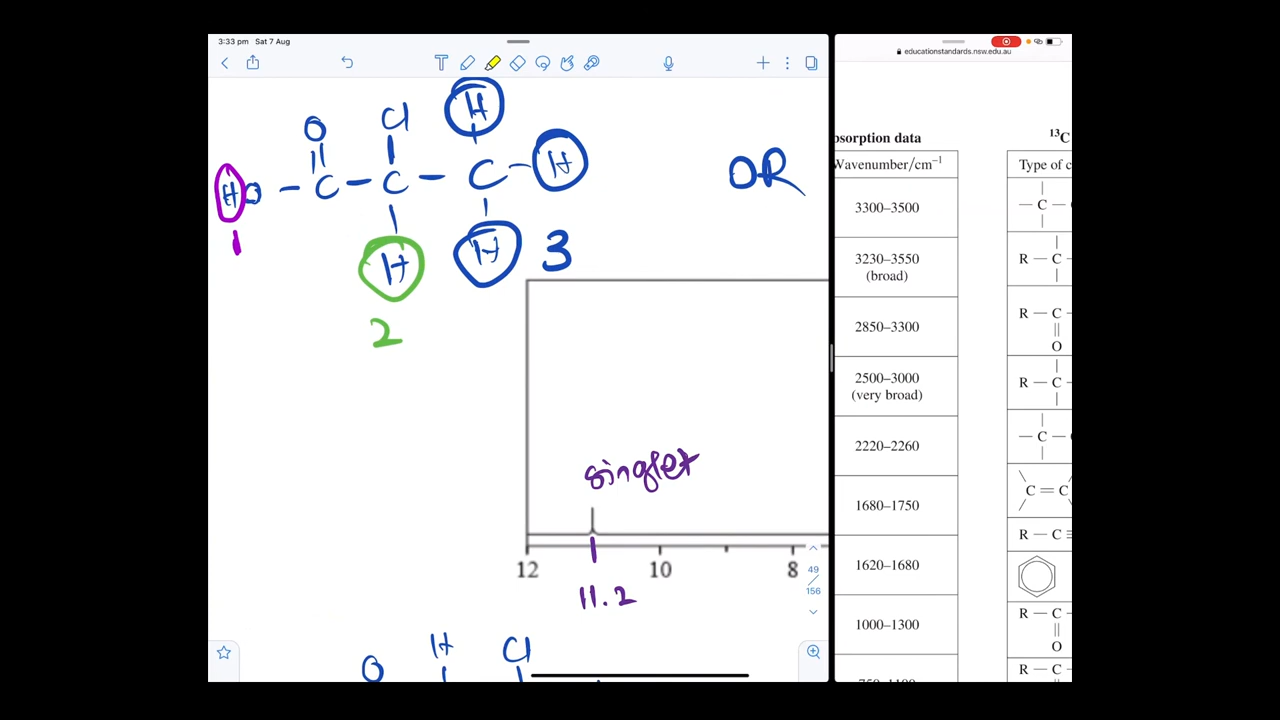 3:33 pm Sat 7 Aug
educationstandards.nsw.edu.au
T
H
O Cl
HO - C - C - C - H
H H
1
2
3
OR
singlet
12 10 8
11.2
49
156
H Cl
O
bsorption data
Wavenumber/cm⁻¹
3300–3500
3230–3550
(broad)
2850–3300
2500–3000
(very broad)
2220–2260
1680–1750
1620–1680
1000–1300
750–1100
¹³C
Type of c
— C —
R — C —
R — C —
O
R — C —
— C —
C = C
R — C ≡
R — C —
O
R — C —